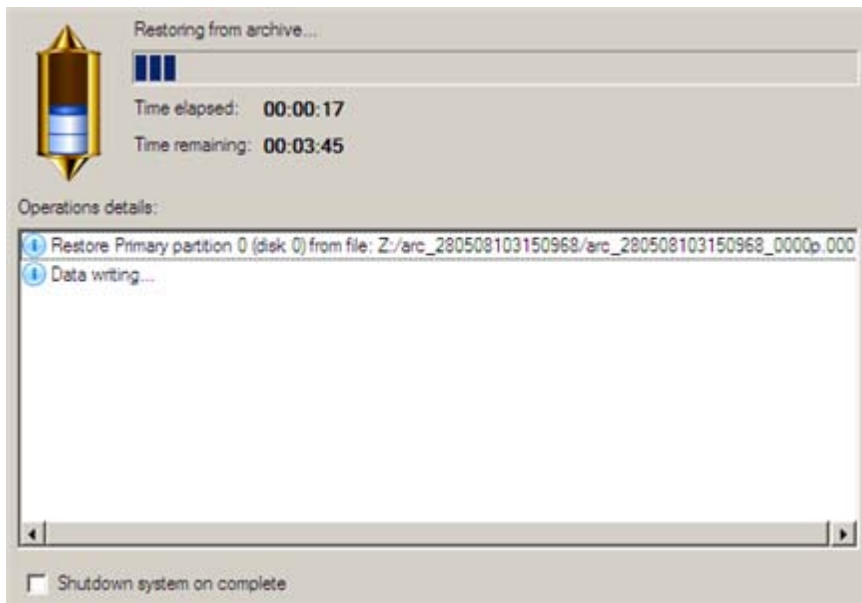 Restoring from archive...
Time elapsed: 00:00:17
Time remaining: 00:03:45
Operations details:
Restore Primary partition 0 (disk 0) from file: Z:/arc_280508103150968/arc_280508103150968_0000p.000
Data writing...
Shutdown system on complete